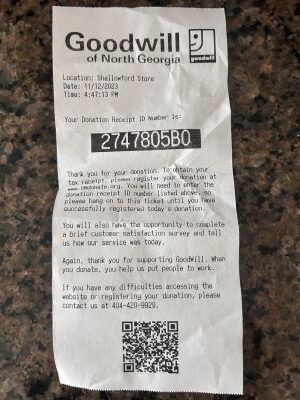 Goodwill
of North Georgia
goodwill
Location: Shallowford Store
Date: 11/12/2023
Time: 4:47:13 PM
Your Donation Receipt ID Number is:
2747805B0
Thank you for your donation. To obtain your
tax receipt, please register your donation at
www.gwdonate.org. You will need to enter the
donation receipt ID number listed above, so
please hang on to this ticket until you have
successfully registered today's donation.
You will also have the opportunity to complete
a brief customer satisfaction survey and tell
us how our service was today.
Again, thank you for supporting Goodwill. When
you donate, you help us put people to work.
If you have any difficulties accessing the
website or registering your donation, please
contact us at 404-420-9929.